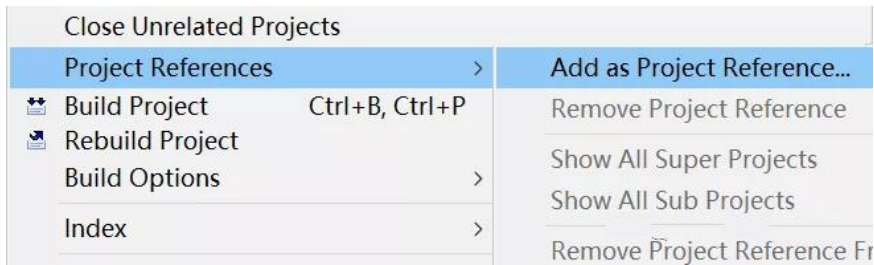 Close Unrelated Projects
Project References
Build Project Ctrl+B, Ctrl+P
Rebuild Project
Build Options
Index
Add as Project Reference...
Remove Project Reference
Show All Super Projects
Show All Sub Projects
Remove Project Reference Fr